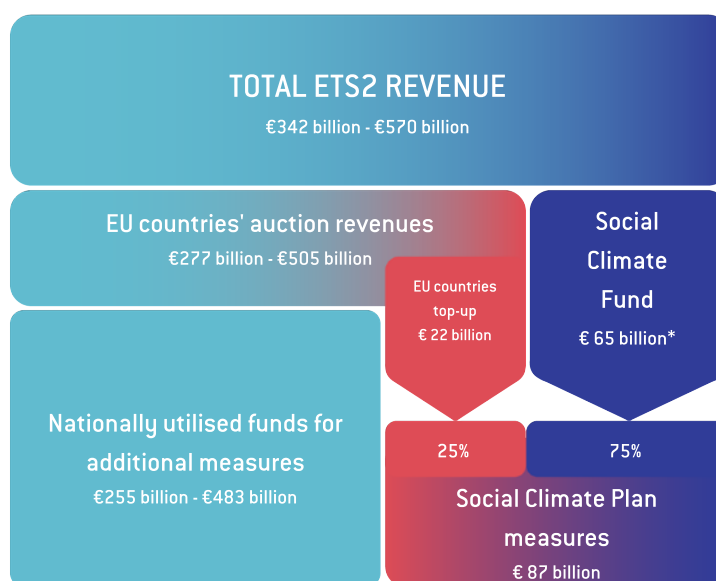 TOTAL ETS2 REVENUE
€342 billion - €570 billion
EU countries' auction revenues
€277 billion - €505 billion
EU countries
top-up
€ 22 billion
Social
Climate
Fund
€ 65 billion*
Nationally utilised funds for
additional measures
€255 billion - €483 billion
25%
75%
Social Climate Plan
measures
€ 87 billion